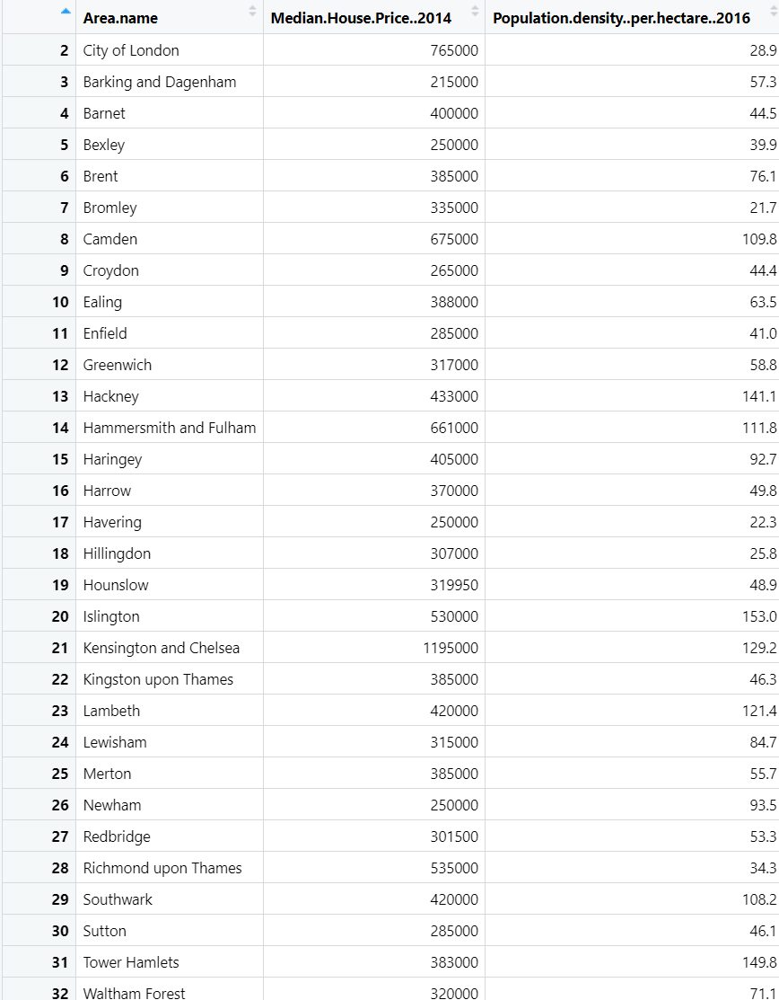 Area.name Median.House.Price..2014 Population.density..per.hectare..2016
2 City of London 765000 28.9
3 Barking and Dagenham 215000 57.3
4 Barnet 400000 44.5
5 Bexley 250000 39.9
6 Brent 385000 76.1
7 Bromley 335000 21.7
8 Camden 675000 109.8
9 Croydon 265000 44.4
10 Ealing 388000 63.5
11 Enfield 285000 41.0
12 Greenwich 317000 58.8
13 Hackney 433000 141.1
14 Hammersmith and Fulham 661000 111.8
15 Haringey 405000 92.7
16 Harrow 370000 49.8
17 Havering 250000 22.3
18 Hillingdon 307000 25.8
19 Hounslow 319950 48.9
20 Islington 530000 153.0
21 Kensington and Chelsea 1195000 129.2
22 Kingston upon Thames 385000 46.3
23 Lambeth 420000 121.4
24 Lewisham 315000 84.7
25 Merton 385000 55.7
26 Newham 250000 93.5
27 Redbridge 301500 53.3
28 Richmond upon Thames 535000 34.3
29 Southwark 420000 108.2
30 Sutton 285000 46.1
31 Tower Hamlets 383000 149.8
32 Waltham Forest 320000 71.1